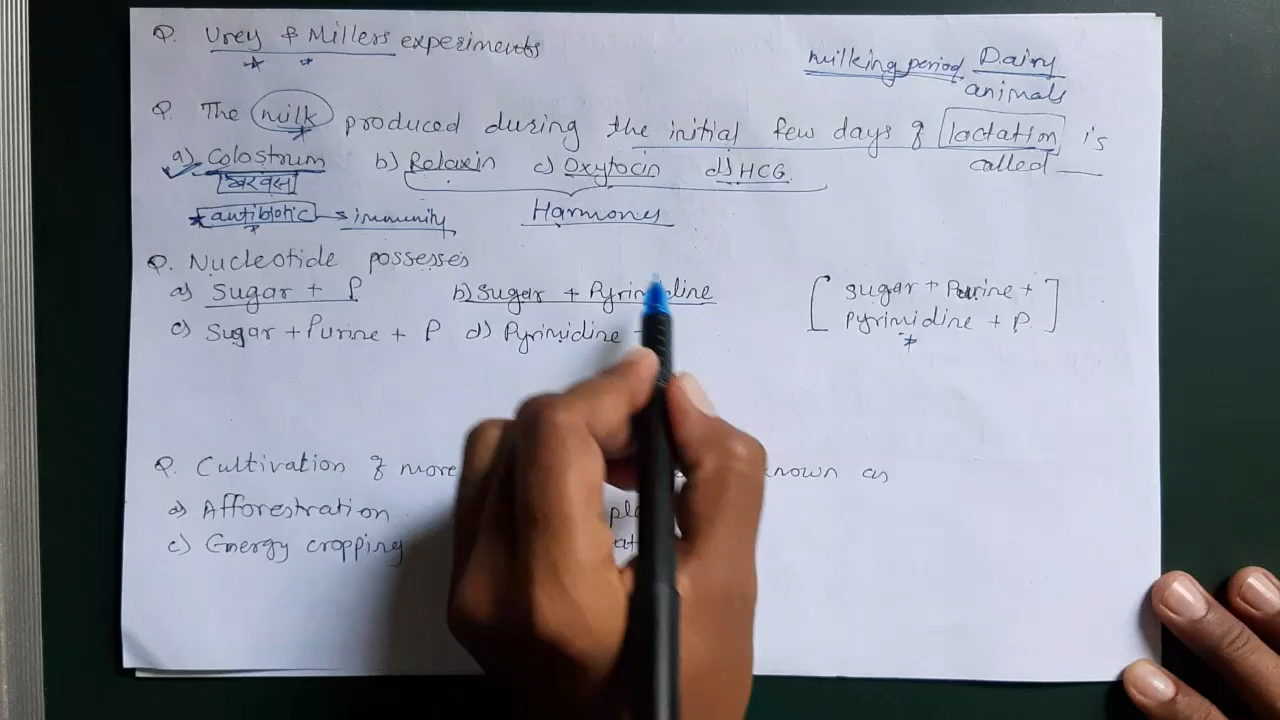 Q. Urey & Millers experiments
milking period Dairy
animals
Q. The milk produced during the initial few days of lactation is
called ___
a) Colostrum b) Relaxin c) Oxytocin d) HCG
antibiotic → immunity Harmones
Q. Nucleotide possesses
a) Sugar + P b) Sugar + Pyrimidine
c) Sugar + Purine + P d) Pyrimidine
[ Sugar + Purine +
Pyrimidine + P. ]
Q. Cultivation of more known as
a) Afforestration
c) Energy cropping